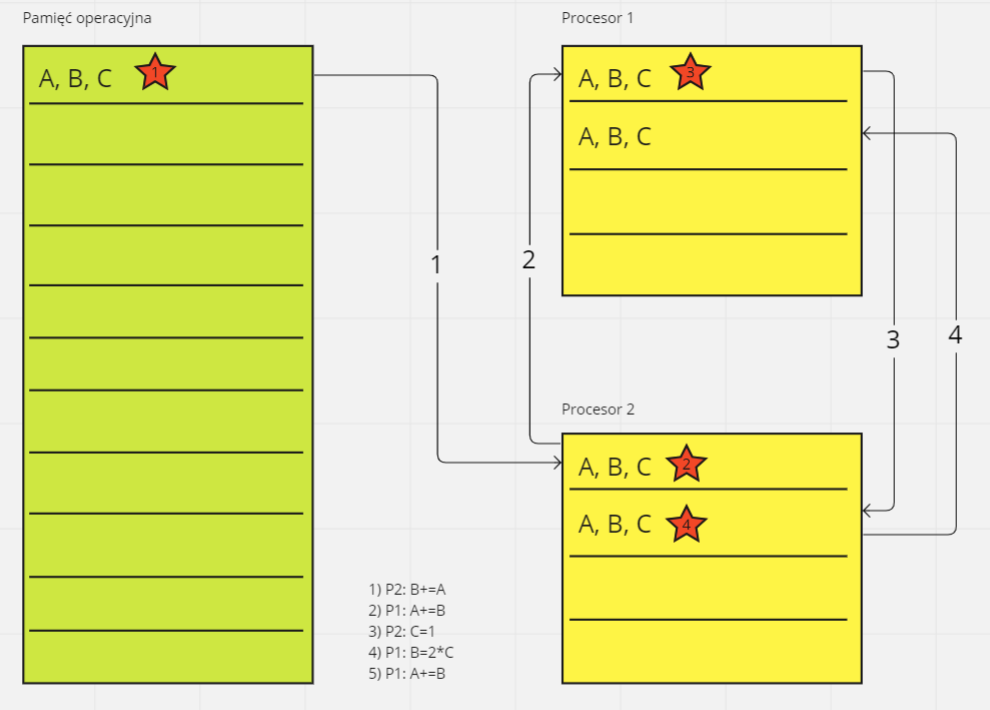 Pamięć operacyjna
A, B, C 1
Procesor 1
A, B, C 3
A, B, C
1
2
3
4
Procesor 2
A, B, C 2
A, B, C 4
1) P2: B+=A
2) P1: A+=B
3) P2: C=1
4) P1: B=2*C
5) P1: A+=B